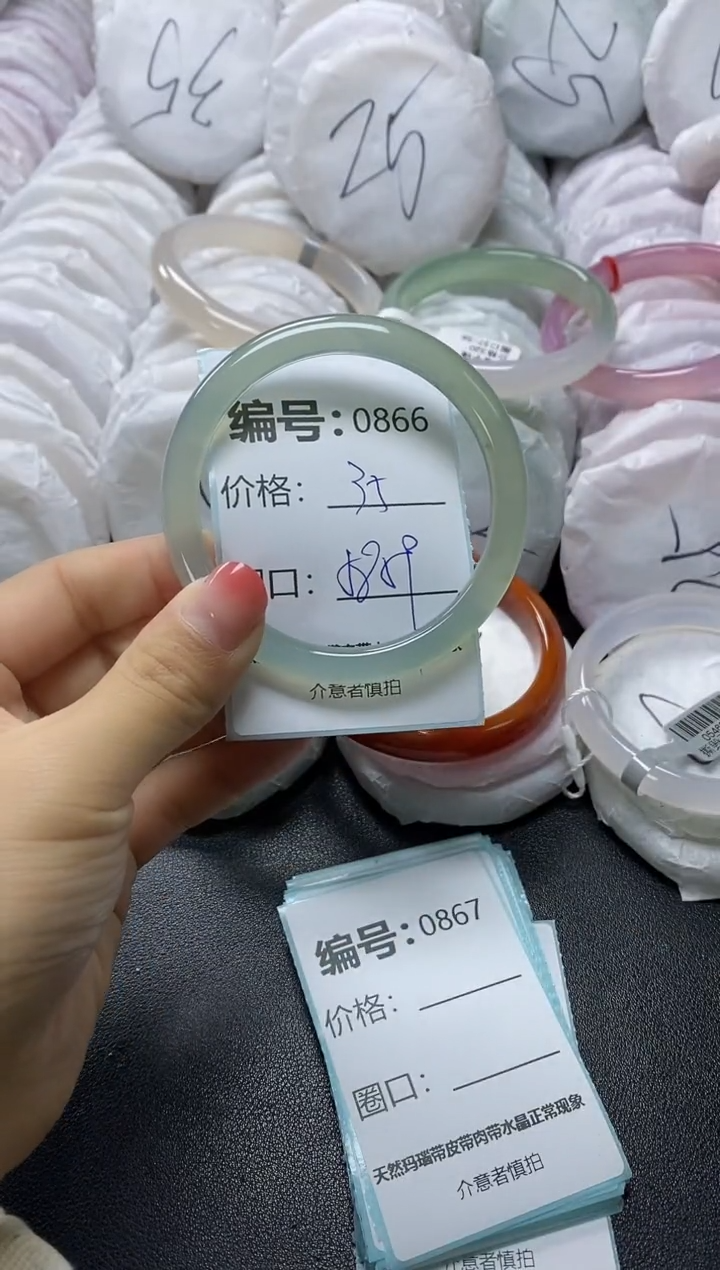 35
26
25
编号：0866
价格：35
口：
介意者慎拍
编号：0867
价格：
圈口：
天然玛瑙带皮带肉带水晶正常现象
介意者慎拍
意者慎拍